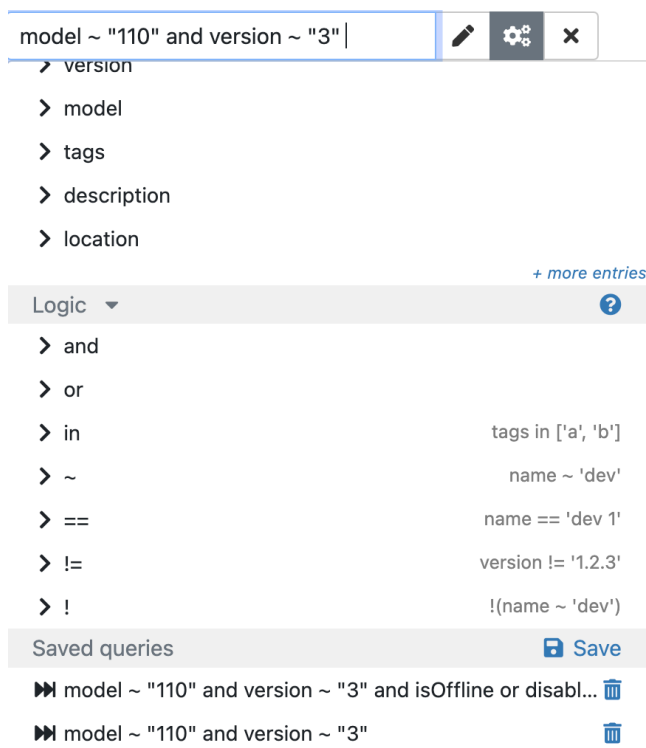 model ~ "110" and version ~ "3"
version
model
tags
description
location
+ more entries
Logic
and
or
in tags in ['a', 'b']
~ name ~ 'dev'
== name == 'dev 1'
!= version != '1.2.3'
! !(name ~ 'dev')
Saved queries Save
model ~ "110" and version ~ "3" and isOffline or disabl...
model ~ "110" and version ~ "3"